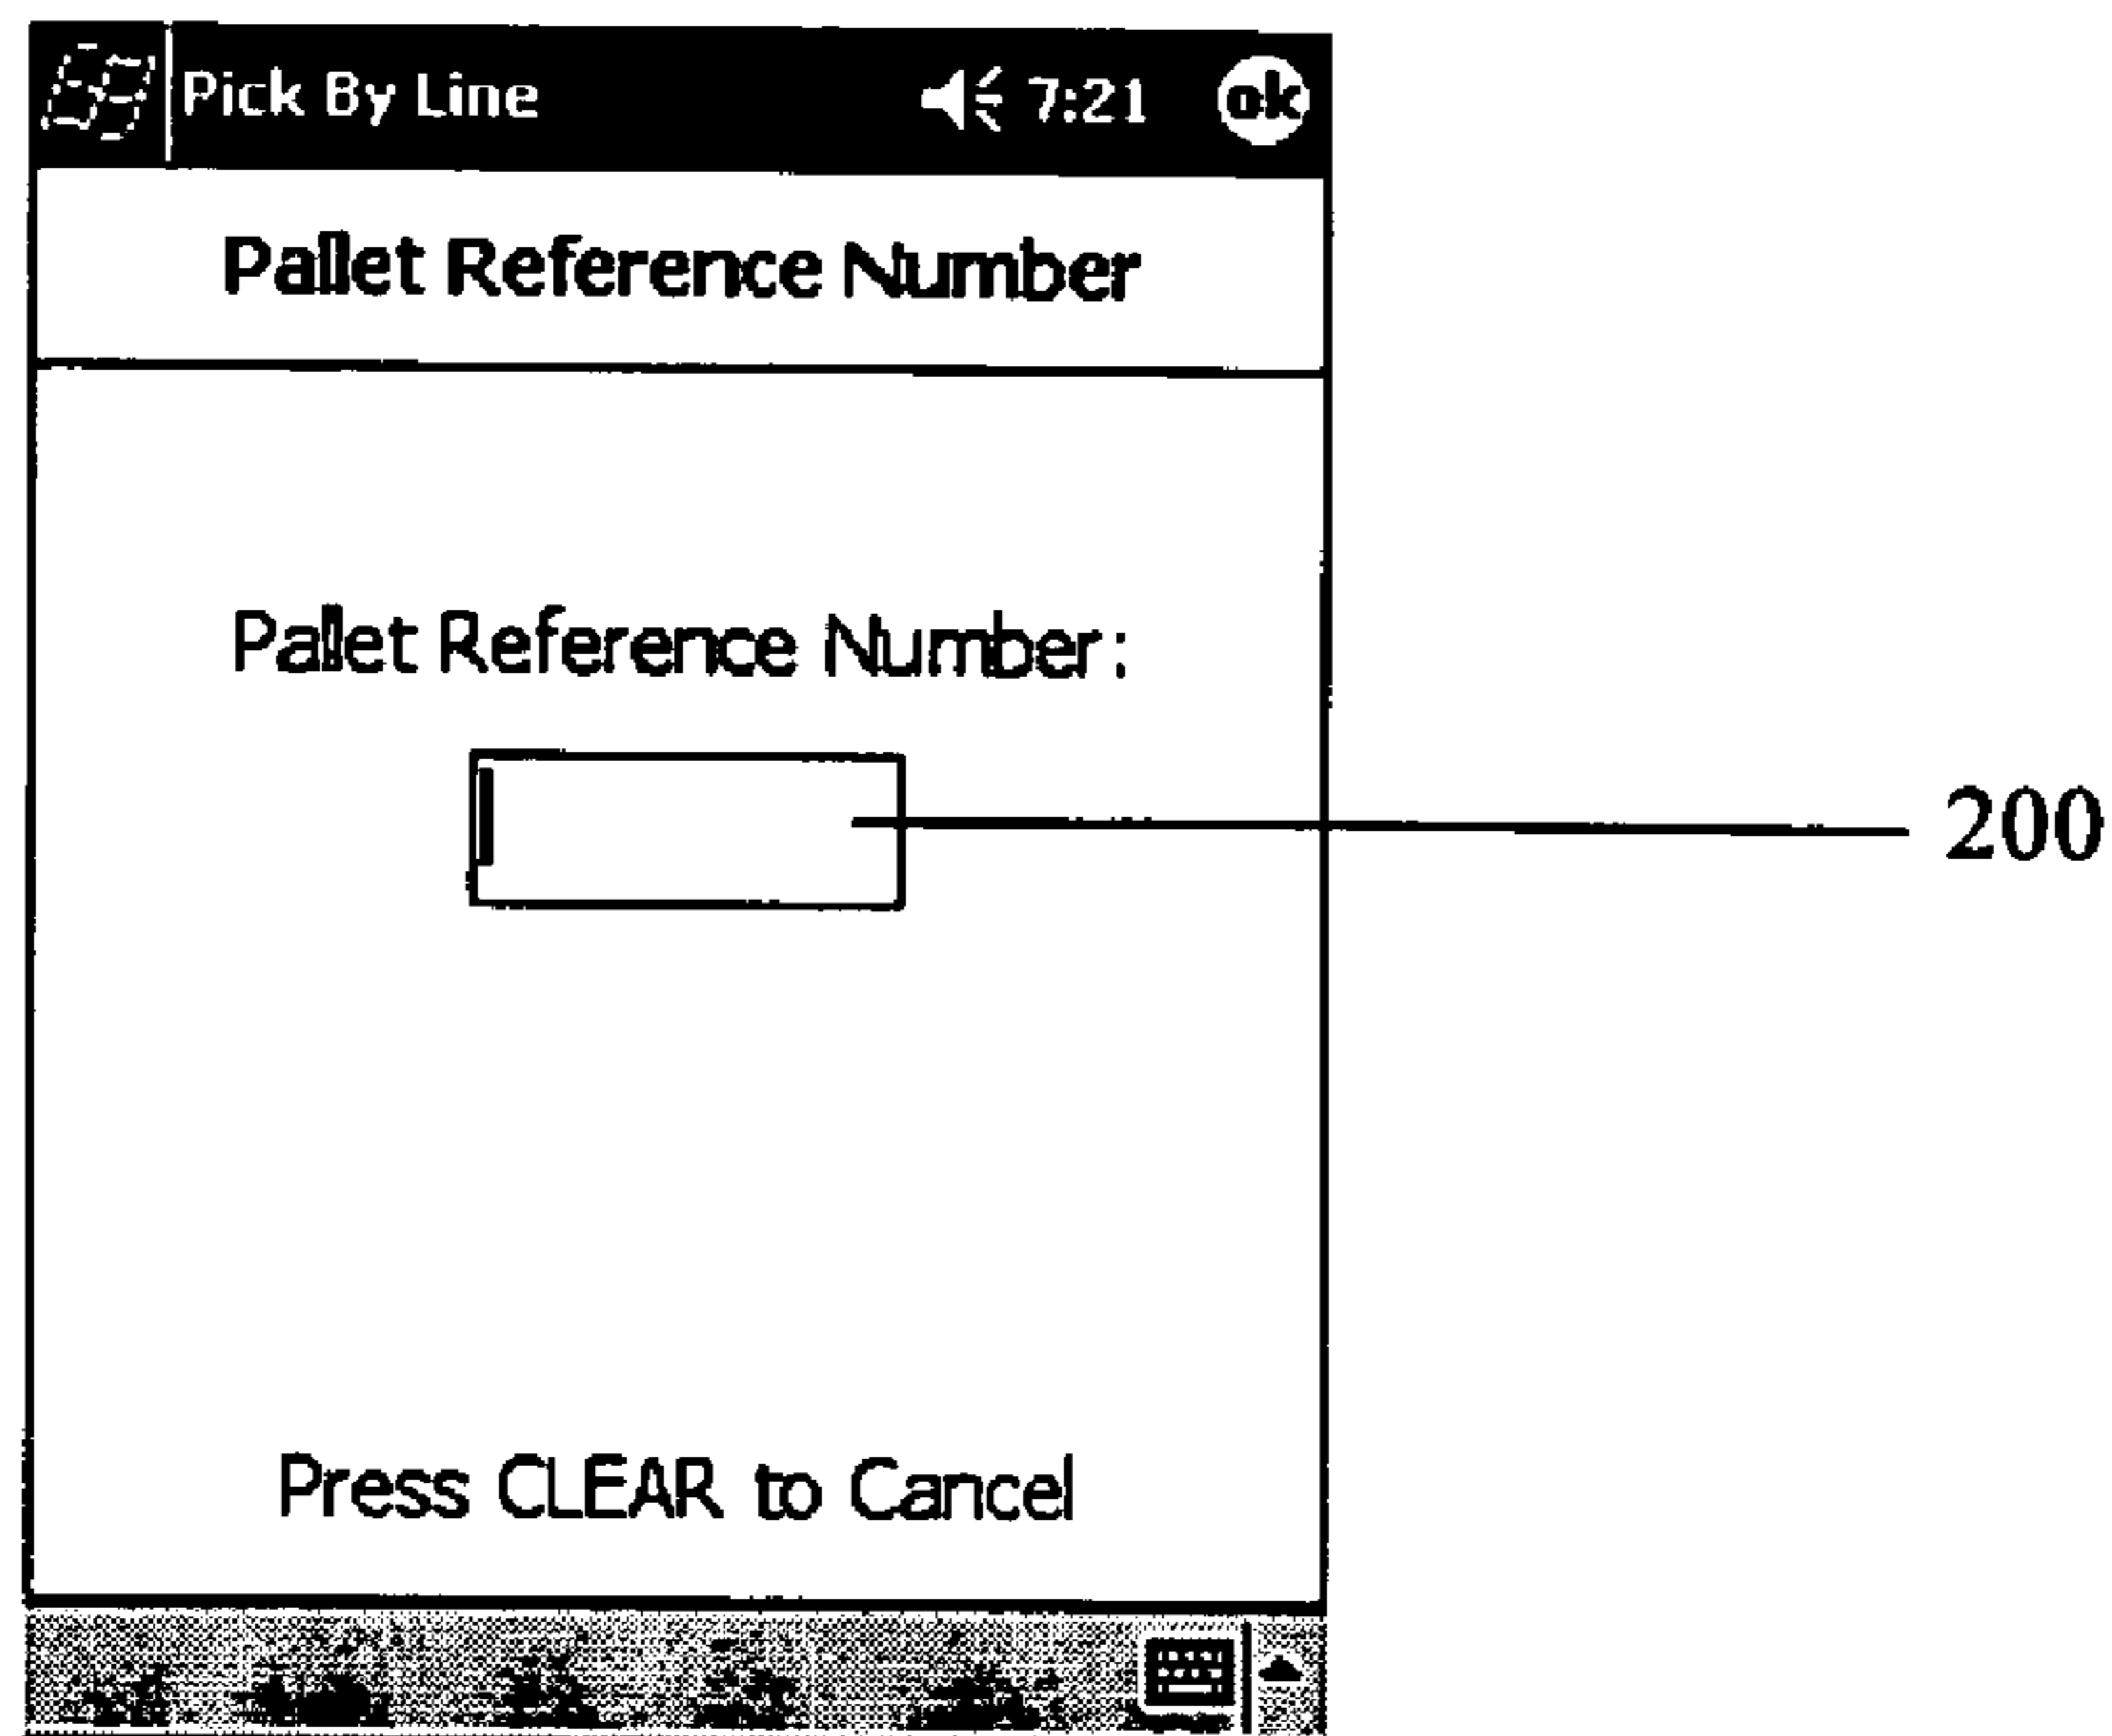 Pick By Line 7:21 ok
Pallet Reference Number
Pallet Reference Number:
200
Press CLEAR to Cancel